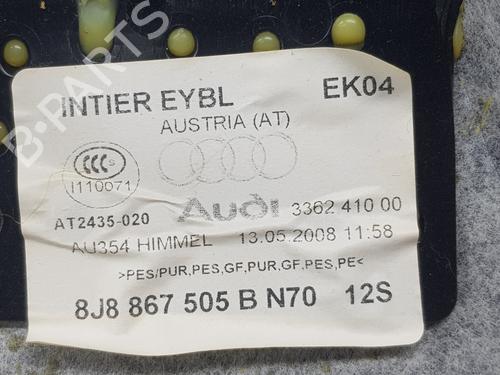 INTIER EYBL EK04
AUSTRIA (AT)
CCC S
I110071
AT2435-020 Audi 3362 410 00
AU354 HIMMEL 13.05.2008 11:58
>PES/PUR,PES,GF,PUR,GF,PES,PE<
8J8 867 505 B N70 12S
B-PARTS